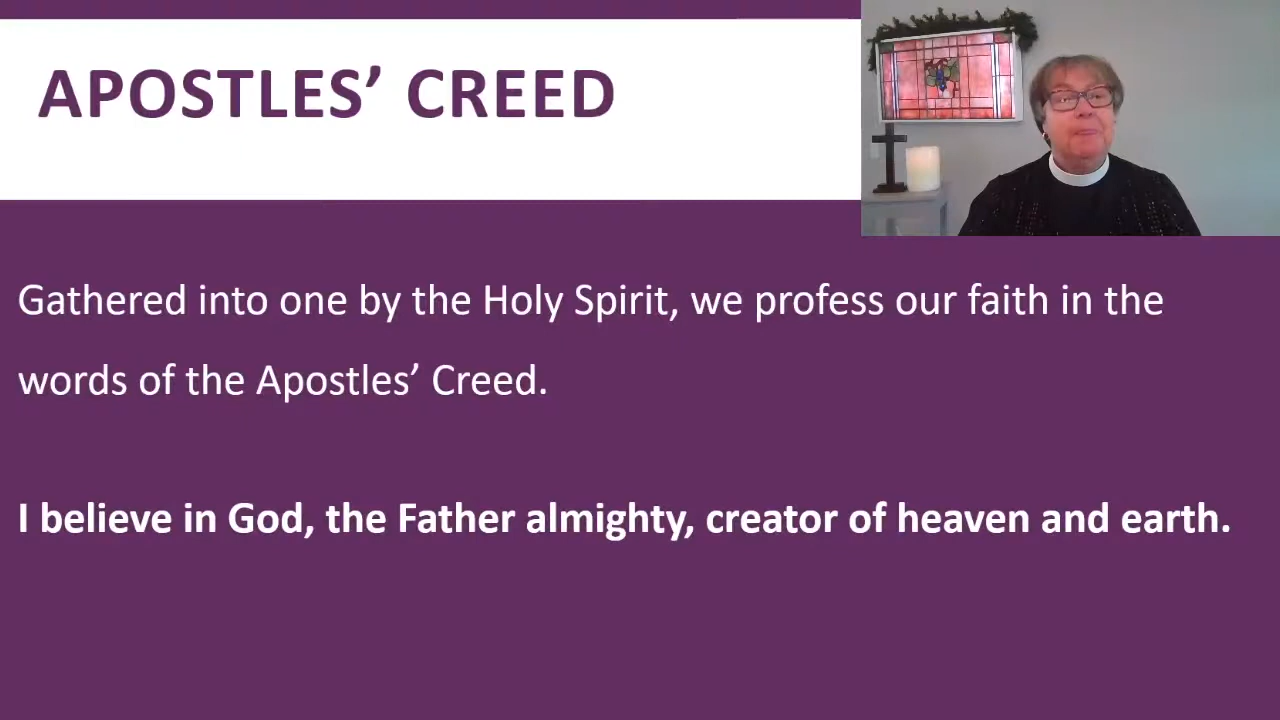 APOSTLES’ CREED
Gathered into one by the Holy Spirit, we profess our faith in the
words of the Apostles’ Creed.
I believe in God, the Father almighty, creator of heaven and earth.